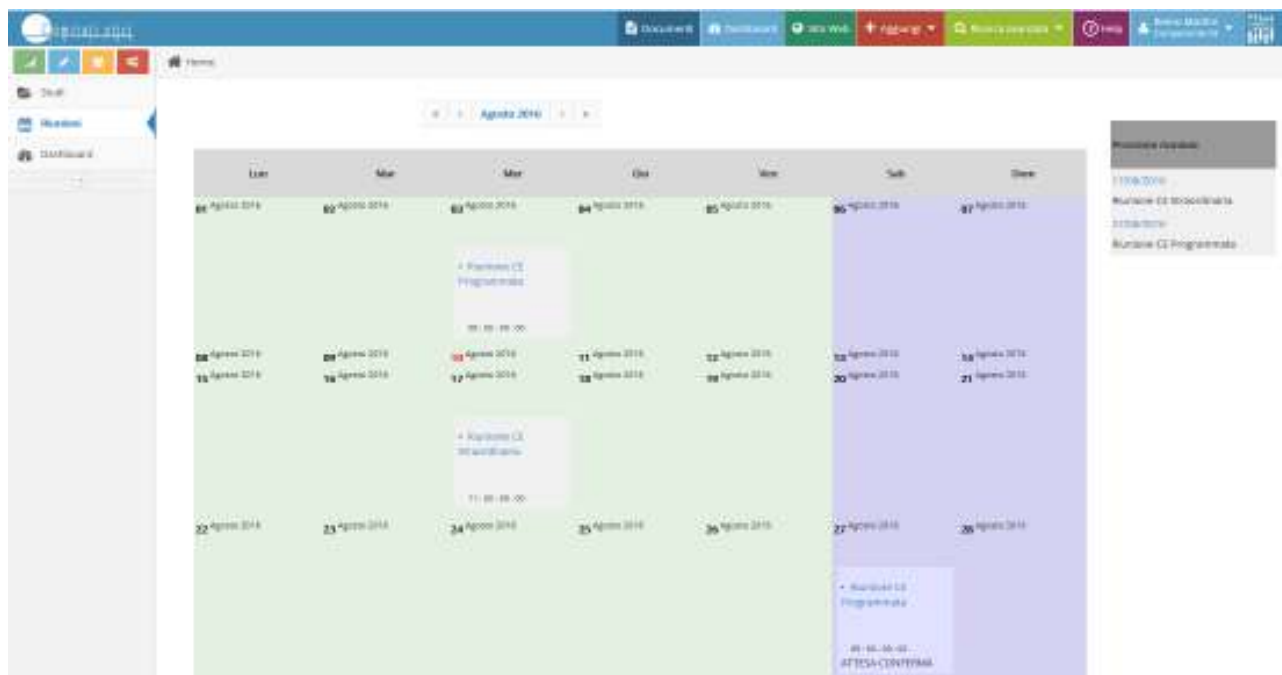 Documenti Dashboard Sito Web Aggiungi Ricerca avanzata Help
Home
Studi
Riunioni
Dashboard
« ‹ Agosto 2016 › »
Lun Mar Mer Gio Ven Sab Dom
01 Agosto 2016 02 Agosto 2016 03 Agosto 2016 04 Agosto 2016 05 Agosto 2016 06 Agosto 2016 07 Agosto 2016
Riunione CE Straordinaria
Riunione CE Programmata
• Riunione CE
Programmata
08 Agosto 2016 09 Agosto 2016 10 Agosto 2016 11 Agosto 2016 12 Agosto 2016 13 Agosto 2016 14 Agosto 2016
15 Agosto 2016 16 Agosto 2016 17 Agosto 2016 18 Agosto 2016 19 Agosto 2016 20 Agosto 2016 21 Agosto 2016
• Riunione CE
Straordinaria
22 Agosto 2016 23 Agosto 2016 24 Agosto 2016 25 Agosto 2016 26 Agosto 2016 27 Agosto 2016 28 Agosto 2016
• Riunione CE
Programmata
ATTESA CONFERMA